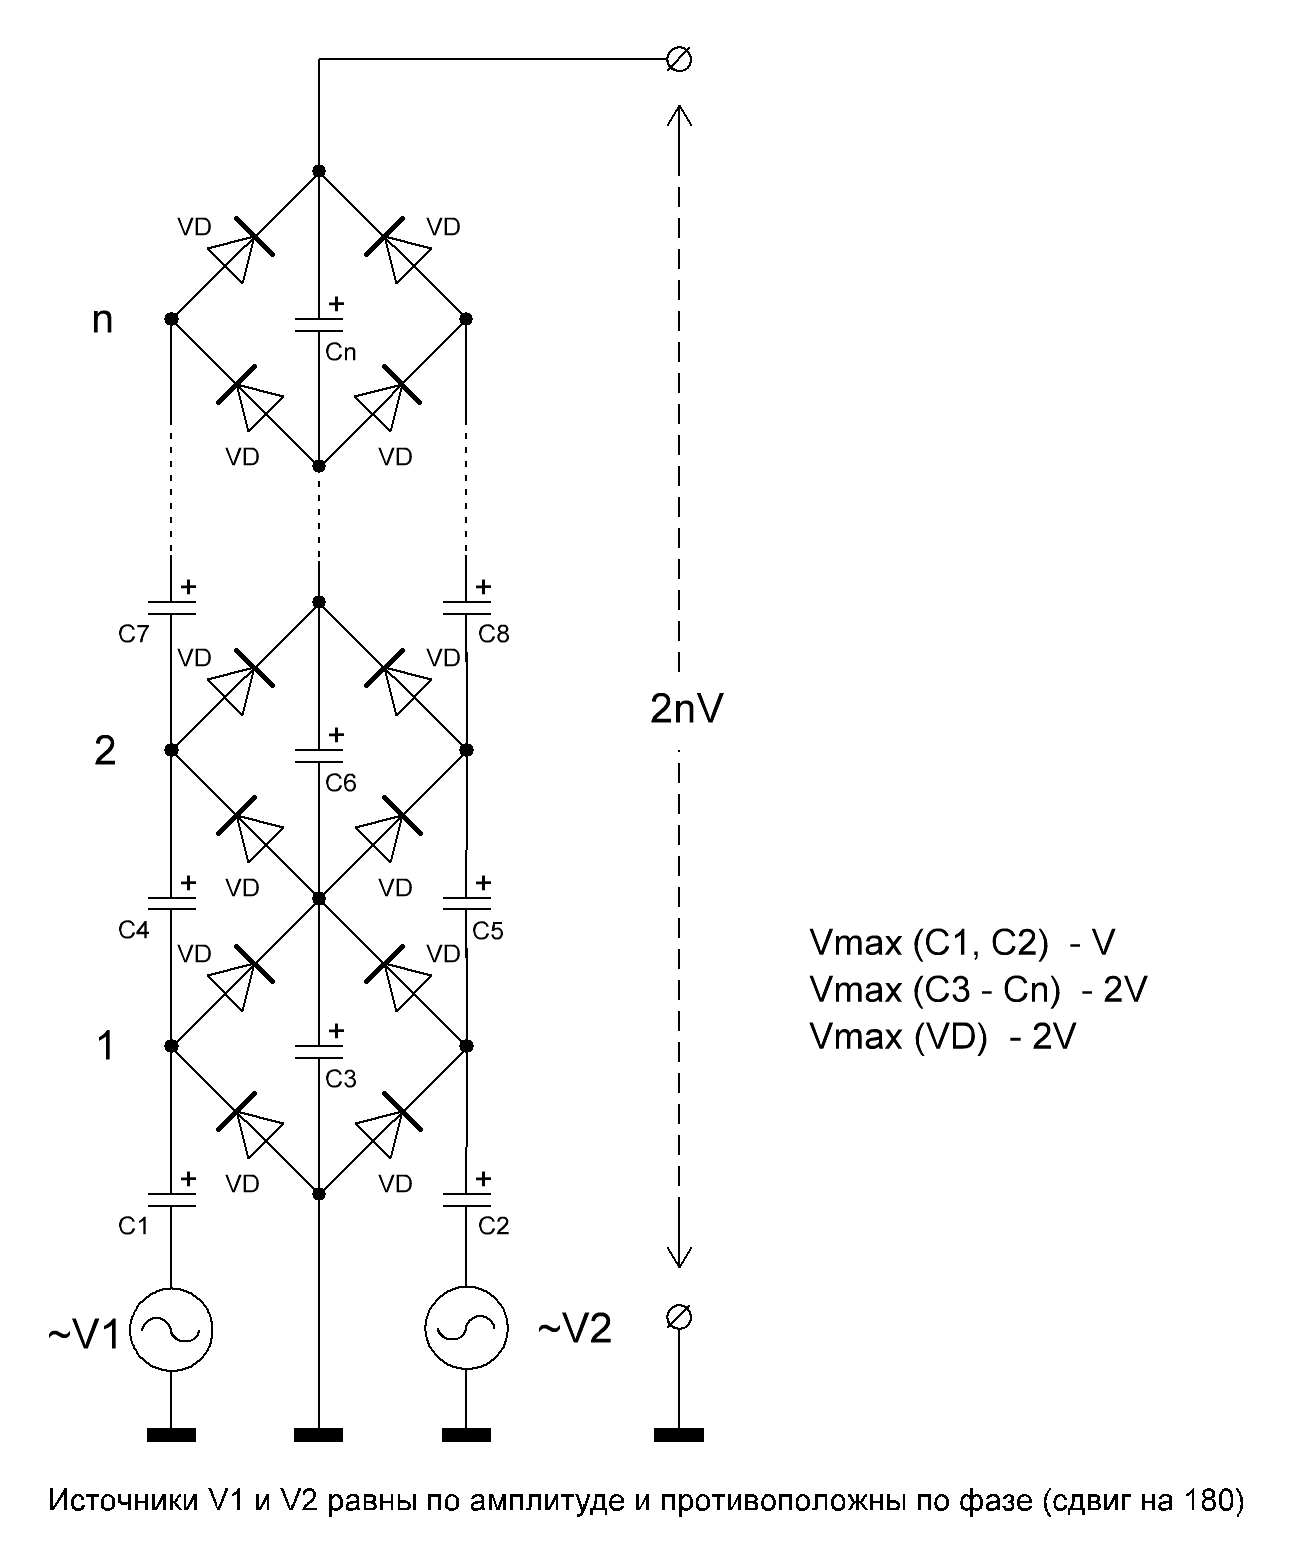 VD VD
n
+
Cn
VD VD
+ +
C7 C8
VD VD
2nV
2
+
C6
VD VD
+ +
C4 C5
VD VD
Vmax (C1, C2) - V
Vmax (C3 - Cn) - 2V
Vmax (VD) - 2V
1
+
C3
VD VD
+ +
C1 C2
~V1 ~V2
Источники V1 и V2 равны по амплитуде и противоположны по фазе (сдвиг на 180)